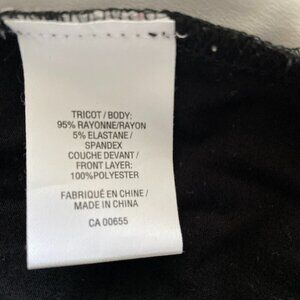 TRICOT / BODY:
95% RAYONNE/RAYON
5% ELASTANE /
SPANDEX
COUCHE DEVANT /
FRONT LAYER:
100%POLYESTER
FABRIQUÉ EN CHINE /
MADE IN CHINA
CA 00655